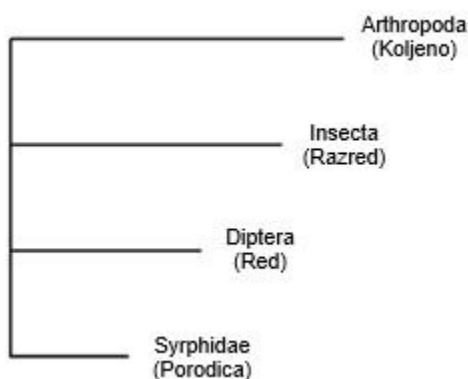 Arthropoda
(Koljeno)
Insecta
(Razred)
Diptera
(Red)
Syrphidae
(Porodica)